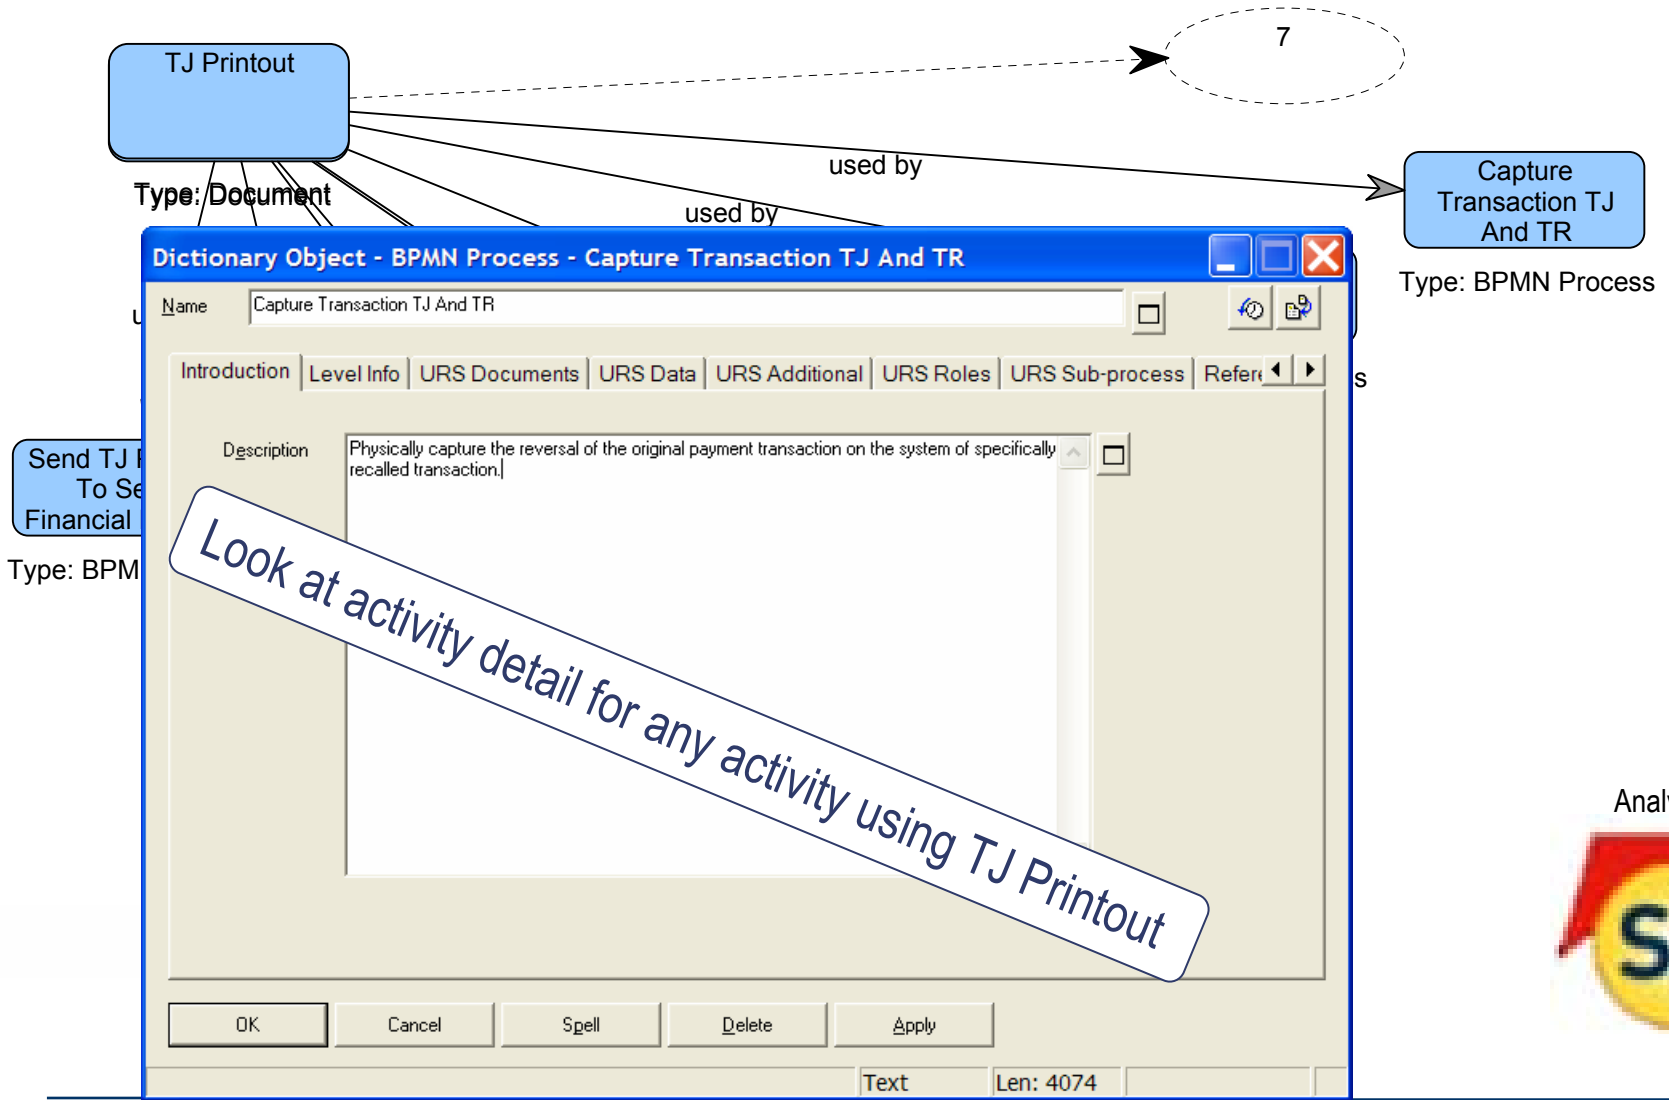 7
TJ Printout
Type: Document
used by
used by
Capture
Transaction TJ
And TR
Type: BPMN Process
Dictionary Object - BPMN Process - Capture Transaction TJ And TR
Name
Capture Transaction TJ And TR
Introduction
Level Info
URS Documents
URS Data
URS Additional
URS Roles
URS Sub-process
Refere
s
Description
Physically capture the reversal of the original payment transaction on the system of specifically
recalled transaction.
Send TJ
To Se
Financial
Type: BPM
Look at activity detail for any activity using TJ Printout
Analy
S
OK
Cancel
Spell
Delete
Apply
Text
Len: 4074